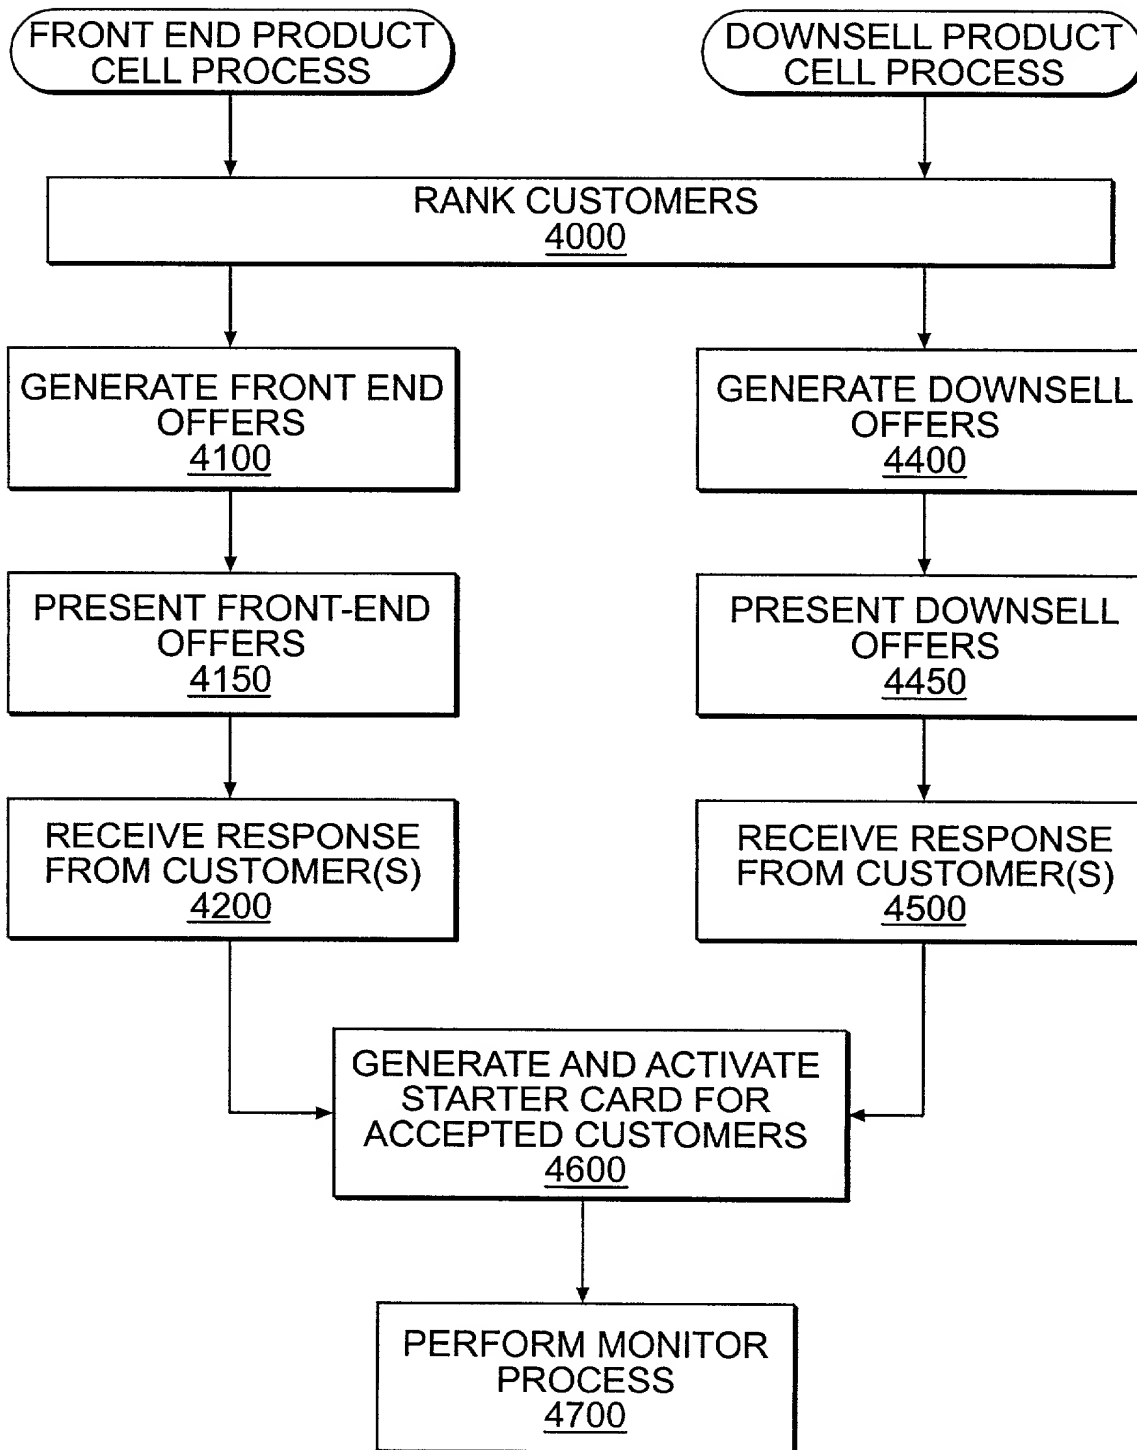 FRONT END PRODUCT
CELL PROCESS
DOWNSELL PRODUCT
CELL PROCESS
RANK CUSTOMERS
4000
GENERATE FRONT END
OFFERS
4100
GENERATE DOWNSELL
OFFERS
4400
PRESENT FRONT-END
OFFERS
4150
PRESENT DOWNSELL
OFFERS
4450
RECEIVE RESPONSE
FROM CUSTOMER(S)
4200
RECEIVE RESPONSE
FROM CUSTOMER(S)
4500
GENERATE AND ACTIVATE
STARTER CARD FOR
ACCEPTED CUSTOMERS
4600
PERFORM MONITOR
PROCESS
4700